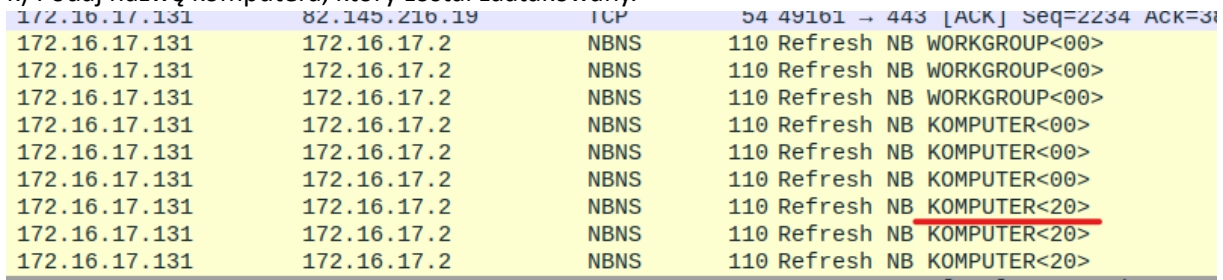 k) Podaj nazwę komputera, który został zaatakowany.
172.16.17.131 82.145.216.19 TCP 54 49161 → 443 [ACK] Seq=2234 Ack=38
172.16.17.131 172.16.17.2 NBNS 110 Refresh NB WORKGROUP<00>
172.16.17.131 172.16.17.2 NBNS 110 Refresh NB WORKGROUP<00>
172.16.17.131 172.16.17.2 NBNS 110 Refresh NB WORKGROUP<00>
172.16.17.131 172.16.17.2 NBNS 110 Refresh NB KOMPUTER<00>
172.16.17.131 172.16.17.2 NBNS 110 Refresh NB KOMPUTER<00>
172.16.17.131 172.16.17.2 NBNS 110 Refresh NB KOMPUTER<00>
172.16.17.131 172.16.17.2 NBNS 110 Refresh NB KOMPUTER<20>
172.16.17.131 172.16.17.2 NBNS 110 Refresh NB KOMPUTER<20>
172.16.17.131 172.16.17.2 NBNS 110 Refresh NB KOMPUTER<20>